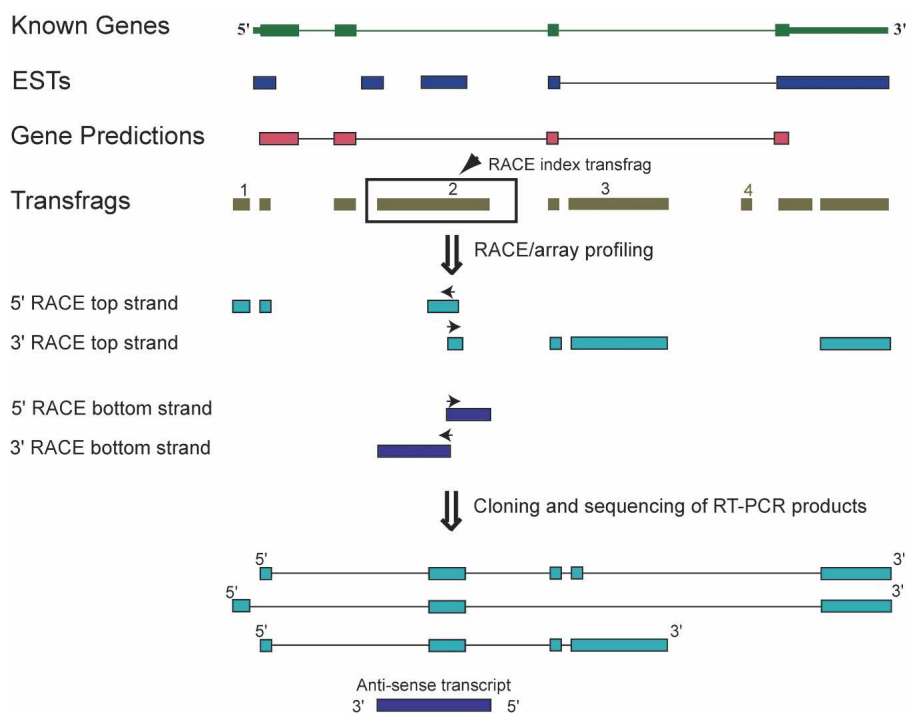 Known Genes 5' 3'
ESTs
Gene Predictions
RACE index transfrag
Transfrags 1 2 3 4
RACE/array profiling
5' RACE top strand
3' RACE top strand
5' RACE bottom strand
3' RACE bottom strand
Cloning and sequencing of RT-PCR products
5' 3'
5' 3'
5' 3'
Anti-sense transcript
3' 5'